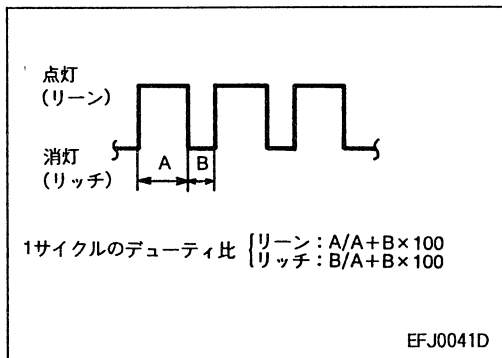 点灯
(リーン)
消灯
(リッチ)
A B
1サイクルのデューティ比 リーン:A/A+B×100
リッチ:B/A+B×100
EFJ0041D